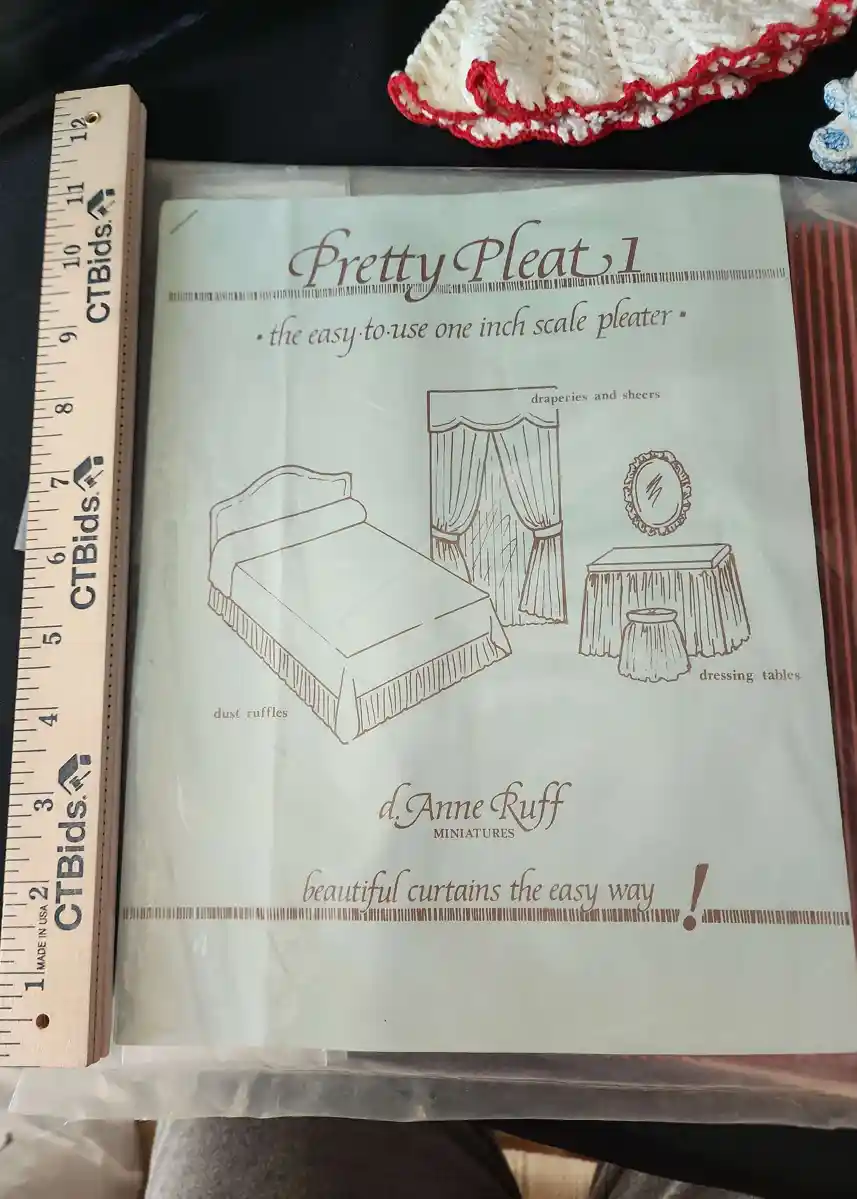 Pretty Pleat 1
• the easy-to-use one inch scale pleater •
draperies and sheers
dust ruffles
dressing tables
d. Anne Ruff
MINIATURES
beautiful curtains the easy way !
12
11
10
9
8
7
6
5
4
3
2
1
CTBids.
CTBids.
CTBids.
MADE IN USA